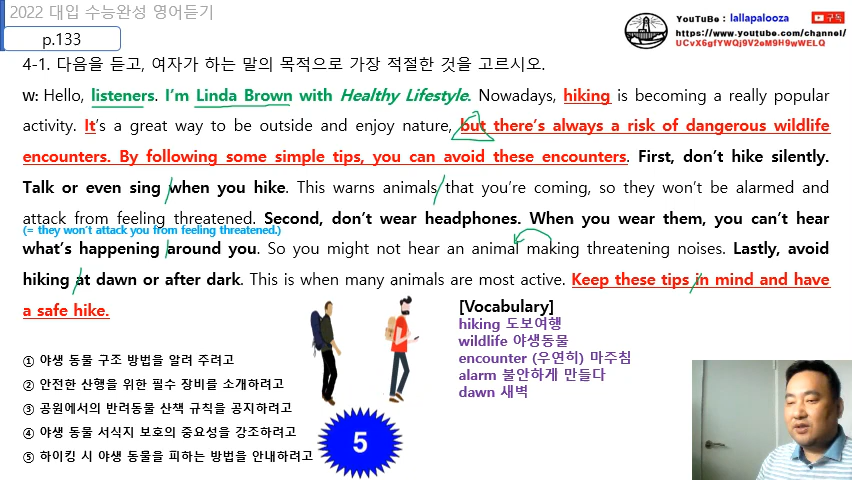 2022 대입 수능완성 영어듣기
p.133
YouTuBe : lallapalooza
구독
https://www.youtube.com/channel/
UCvX6gfYWQj9V2eM9H9wWELQ
4-1. 다음을 듣고, 여자가 하는 말의 목적으로 가장 적절한 것을 고르시오.
W: Hello, listeners. I'm Linda Brown with Healthy Lifestyle. Nowadays, hiking is becoming a really popular
activity. It's a great way to be outside and enjoy nature, but there's always a risk of dangerous wildlife
encounters. By following some simple tips, you can avoid these encounters. First, don't hike silently.
Talk or even sing when you hike. This warns animals that you're coming, so they won't be alarmed and
attack from feeling threatened. Second, don't wear headphones. When you wear them, you can't hear
(= they won't attack you from feeling threatened.)
what's happening around you. So you might not hear an animal making threatening noises. Lastly, avoid
hiking at dawn or after dark. This is when many animals are most active. Keep these tips in mind and have
a safe hike.
[Vocabulary]
hiking 도보여행
wildlife 야생동물
encounter (우연히) 마주침
alarm 불안하게 만들다
dawn 새벽
① 야생 동물 구조 방법을 알려 주려고
② 안전한 산행을 위한 필수 장비를 소개하려고
③ 공원에서의 반려동물 산책 규칙을 공지하려고
④ 야생 동물 서식지 보호의 중요성을 강조하려고
⑤ 하이킹 시 야생 동물을 피하는 방법을 안내하려고
5